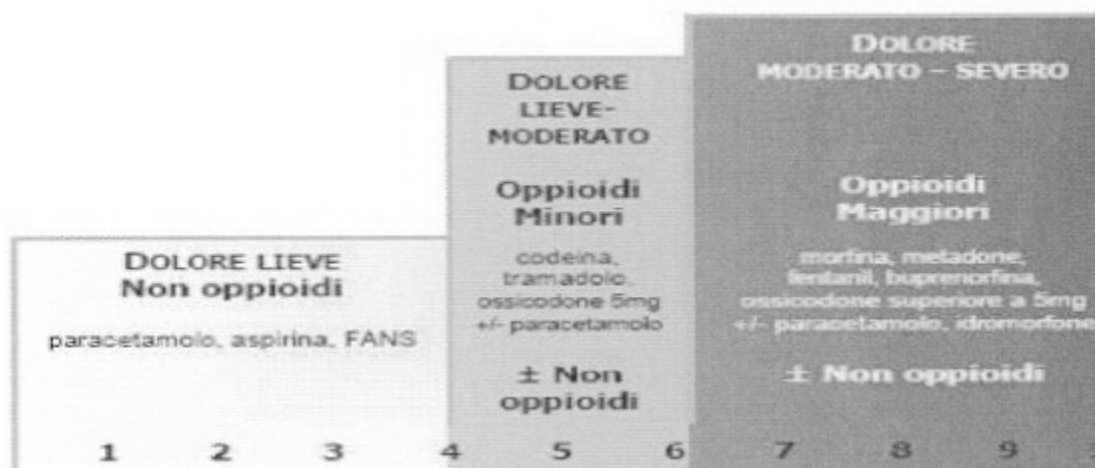 DOLORE LIEVE
Non oppioidi
paracetamolo, aspirina, FANS
DOLORE
LIEVE-
MODERATO
Oppioidi
Minori
codeina,
tramadolo,
ossicodone 5mg
+/- paracetamolo
± Non
oppioidi
DOLORE
MODERATO – SEVERO
Oppioidi
Maggiori
morfina, metadone,
fentanil, buprenorfina,
ossicodone superiore a 5mg
+/- paracetamolo, idromorfone
± Non oppioidi
1 2 3 4 5 6 7 8 9